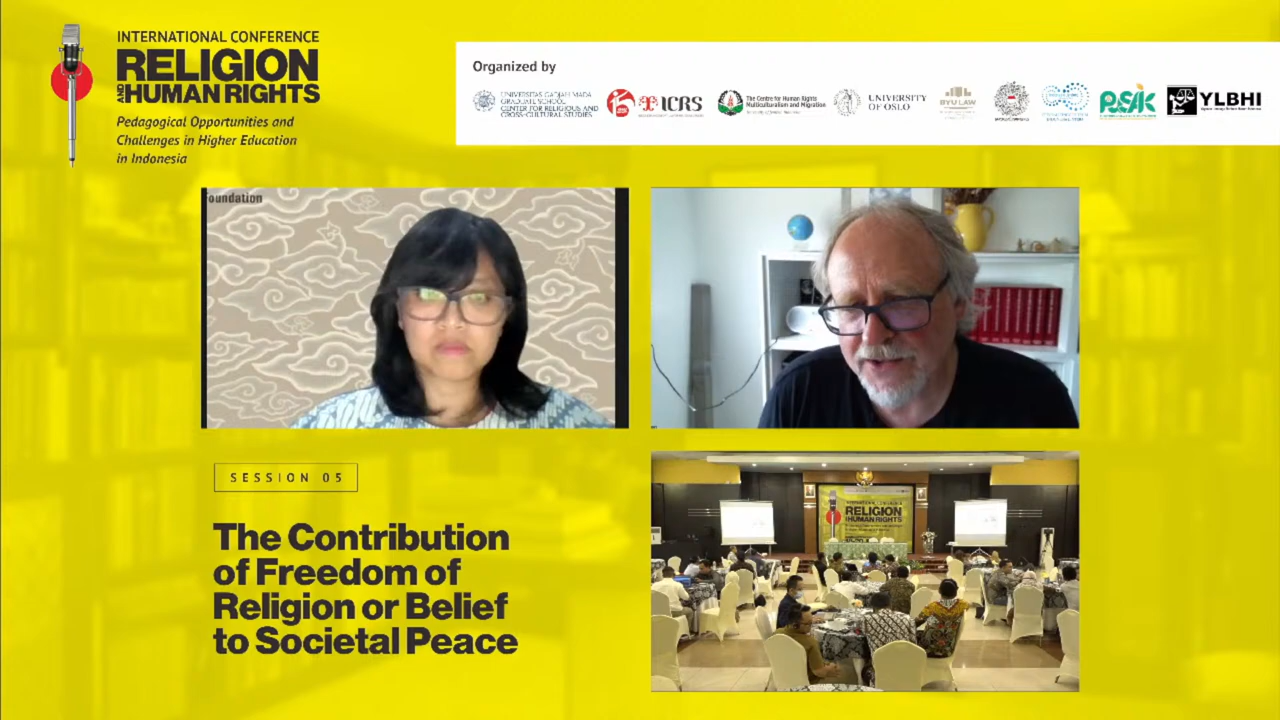 INTERNATIONAL CONFERENCE
RELIGION
AND HUMAN RIGHTS
Pedagogical Opportunities and
Challenges in Higher Education
in Indonesia
Organized by
UNIVERSITAS GADJAH MADA
GRADUATE SCHOOL
CENTER FOR RELIGIOUS AND
CROSS-CULTURAL STUDIES
ICRS
The Centre for Human Rights
Multiculturalism and Migration
UNIVERSITY
OF OSLO
BYU LAW
YLBHI
oundation
SESSION 05
The Contribution
of Freedom of
Religion or Belief
to Societal Peace
INTERNATIONAL CONFERENCE
RELIGION
HUMAN RIGHTS